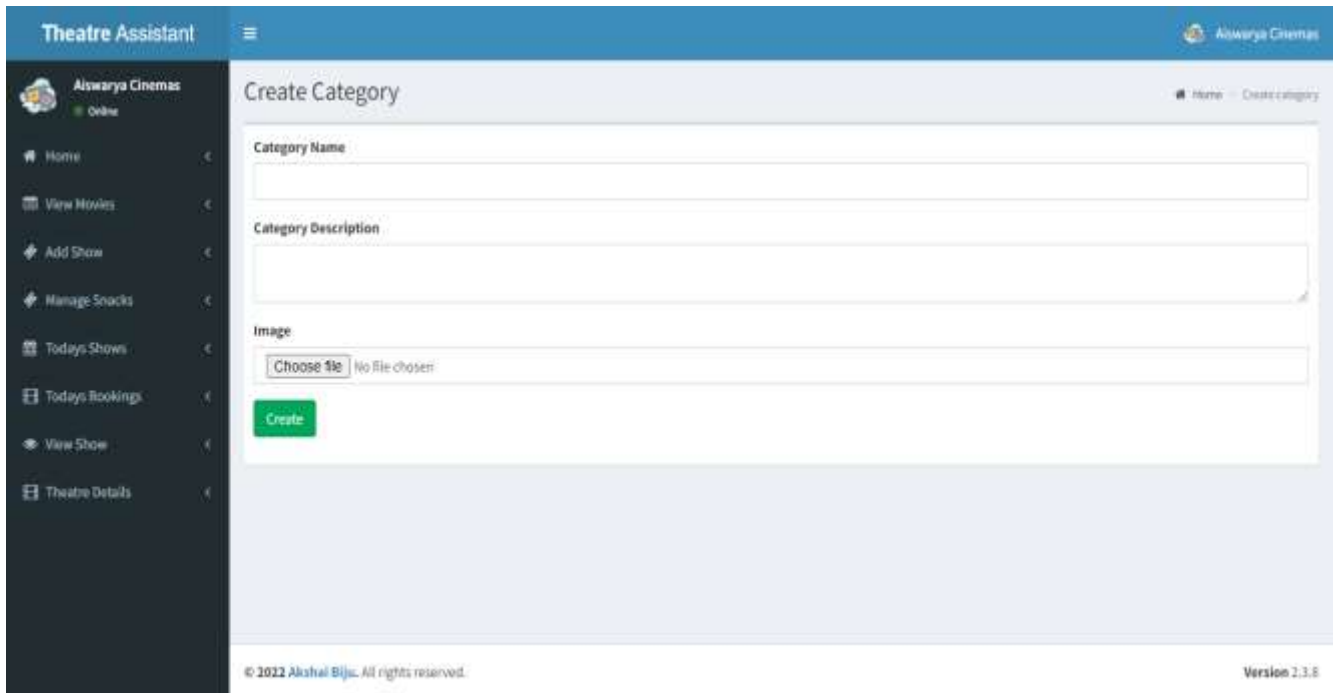 Theatre Assistant
Aiswarya Cinemas
Aiswarya Cinemas
Online
Home
View Movies
Add Show
Manage Snacks
Todays Shows
Todays Bookings
View Show
Theatre Details
Create Category
Home Create category
Category Name
Category Description
Image
Choose file No file chosen
Create
© 2022 Akshai Biju. All rights reserved.
Version 2.3.8